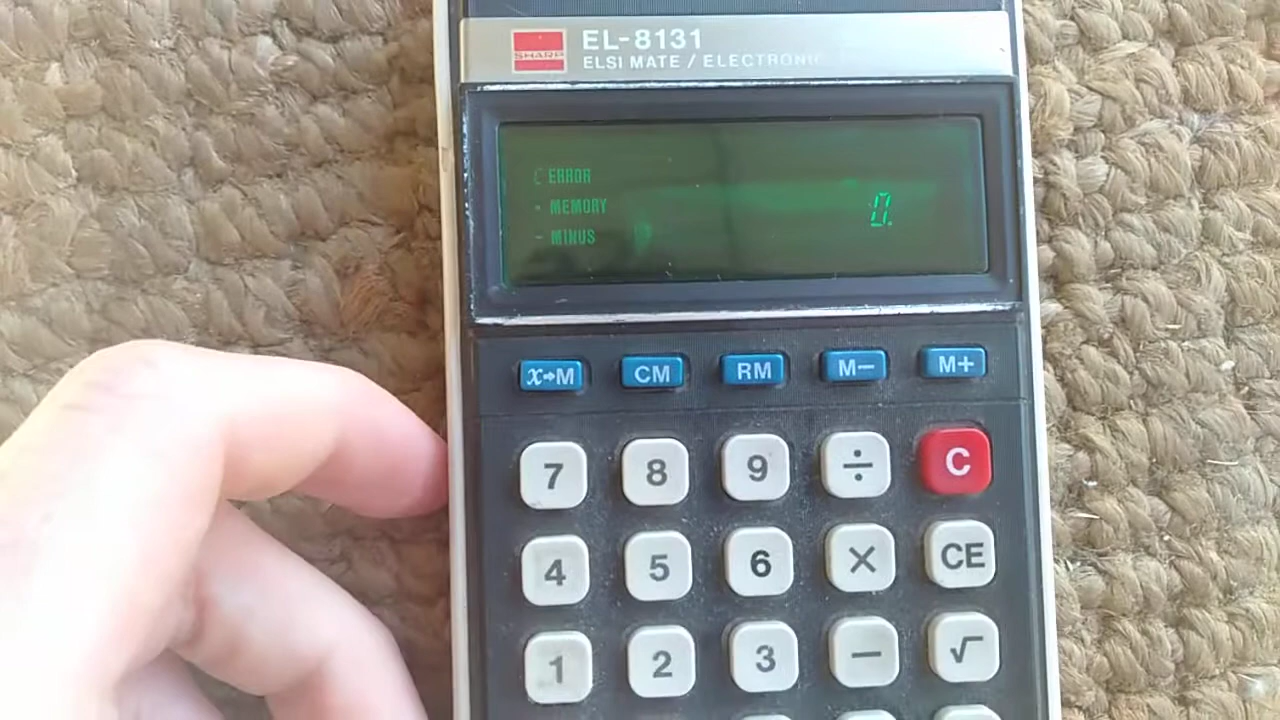 SHARP
EL-8131
ELSI MATE / ELECTRONIC
ERROR
MEMORY
MINUS
0.
x➔M CM RM M− M+
7 8 9 ÷ C
4 5 6 × CE
1 2 3 − √